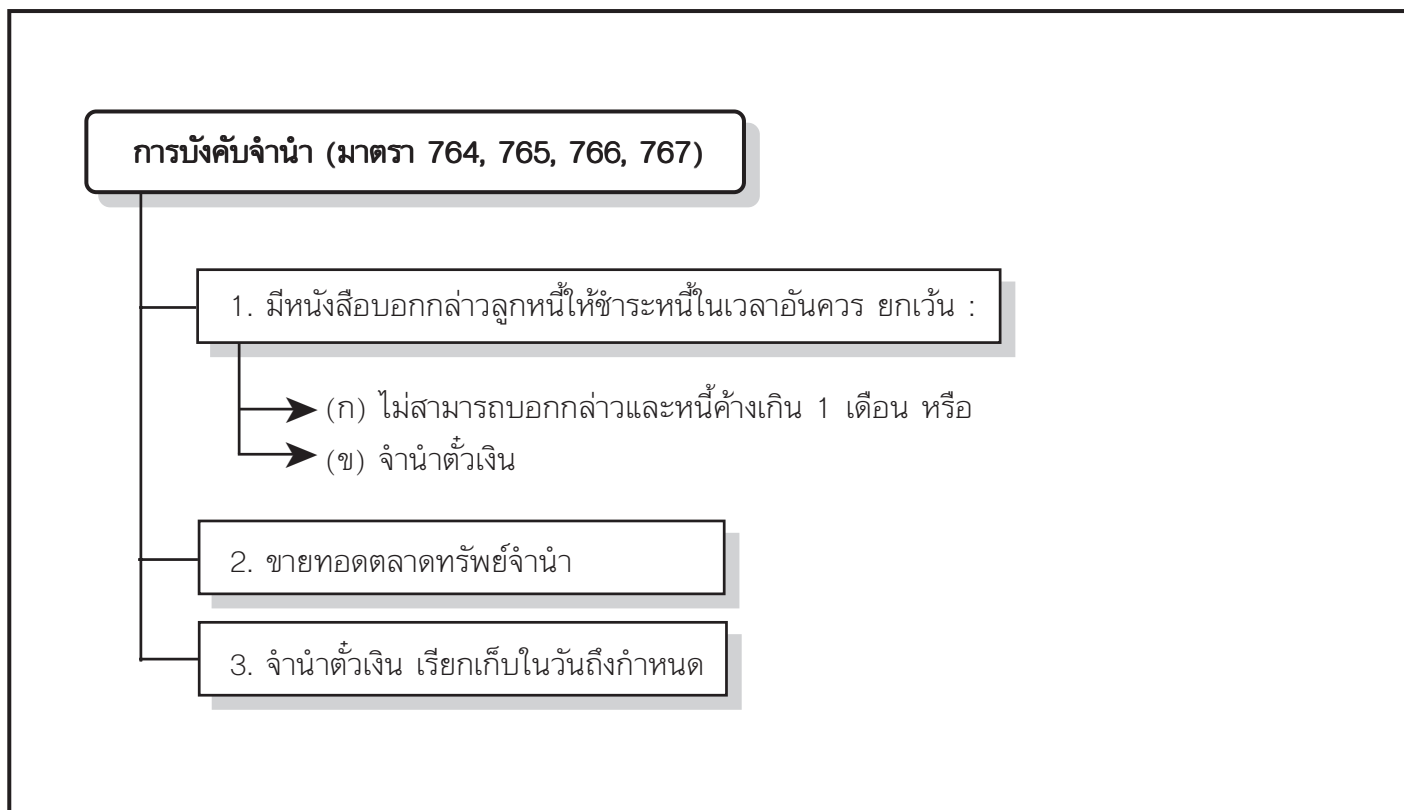 การบังคับจำนำ (มาตรา 764, 765, 766, 767)
1. มีหนังสือบอกกล่าวลูกหนี้ให้ชำระหนี้ในเวลาอันควร ยกเว้น :
(ก) ไม่สามารถบอกกล่าวและหนี้ค้างเกิน 1 เดือน หรือ
(ข) จำนำตั๋วเงิน
2. ขายทอดตลาดทรัพย์จำนำ
3. จำนำตั๋วเงิน เรียกเก็บในวันถึงกำหนด